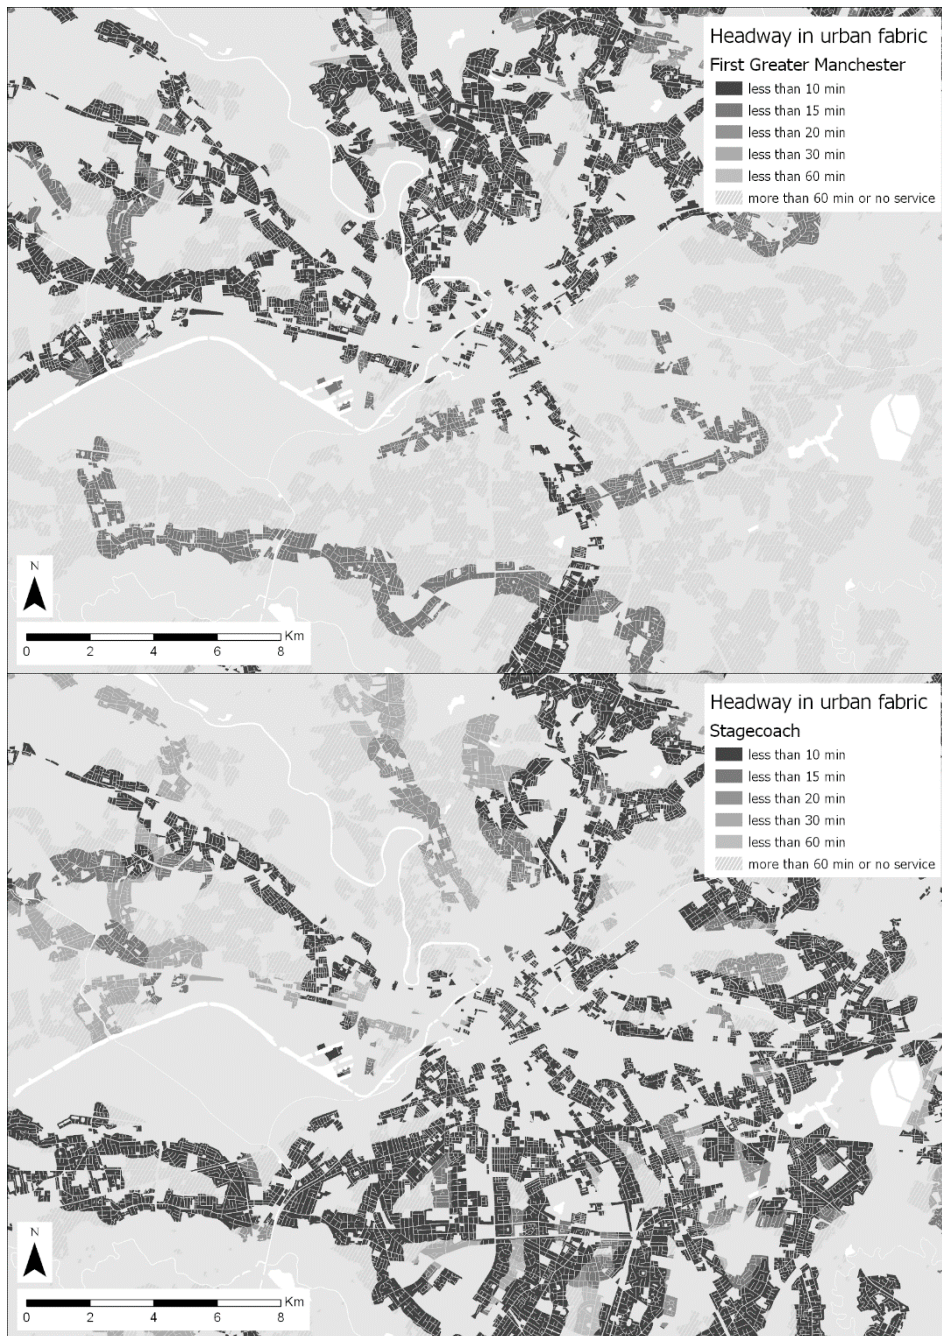 Headway in urban fabric
First Greater Manchester
less than 10 min
less than 15 min
less than 20 min
less than 30 min
less than 60 min
more than 60 min or no service
N
Km
0 2 4 6 8
Headway in urban fabric
Stagecoach
less than 10 min
less than 15 min
less than 20 min
less than 30 min
less than 60 min
more than 60 min or no service
N
Km
0 2 4 6 8